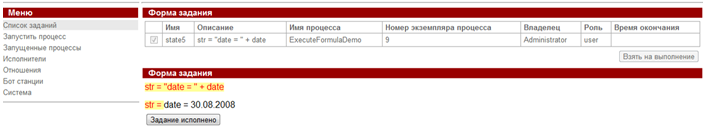 Меню
Список заданий
Запустить процесс
Запущенные процессы
Исполнители
Отношения
Бот станции
Система
Форма задания
Имя Описание Имя процесса Номер экземпляра процесса Владелец Роль Время окончания
state5 str = "date = " + date ExecuteFormulaDemo 9 Administrator user
Взять на выполнение
Форма задания
str = "date = " + date
str = date = 30.08.2008
Задание исполнено